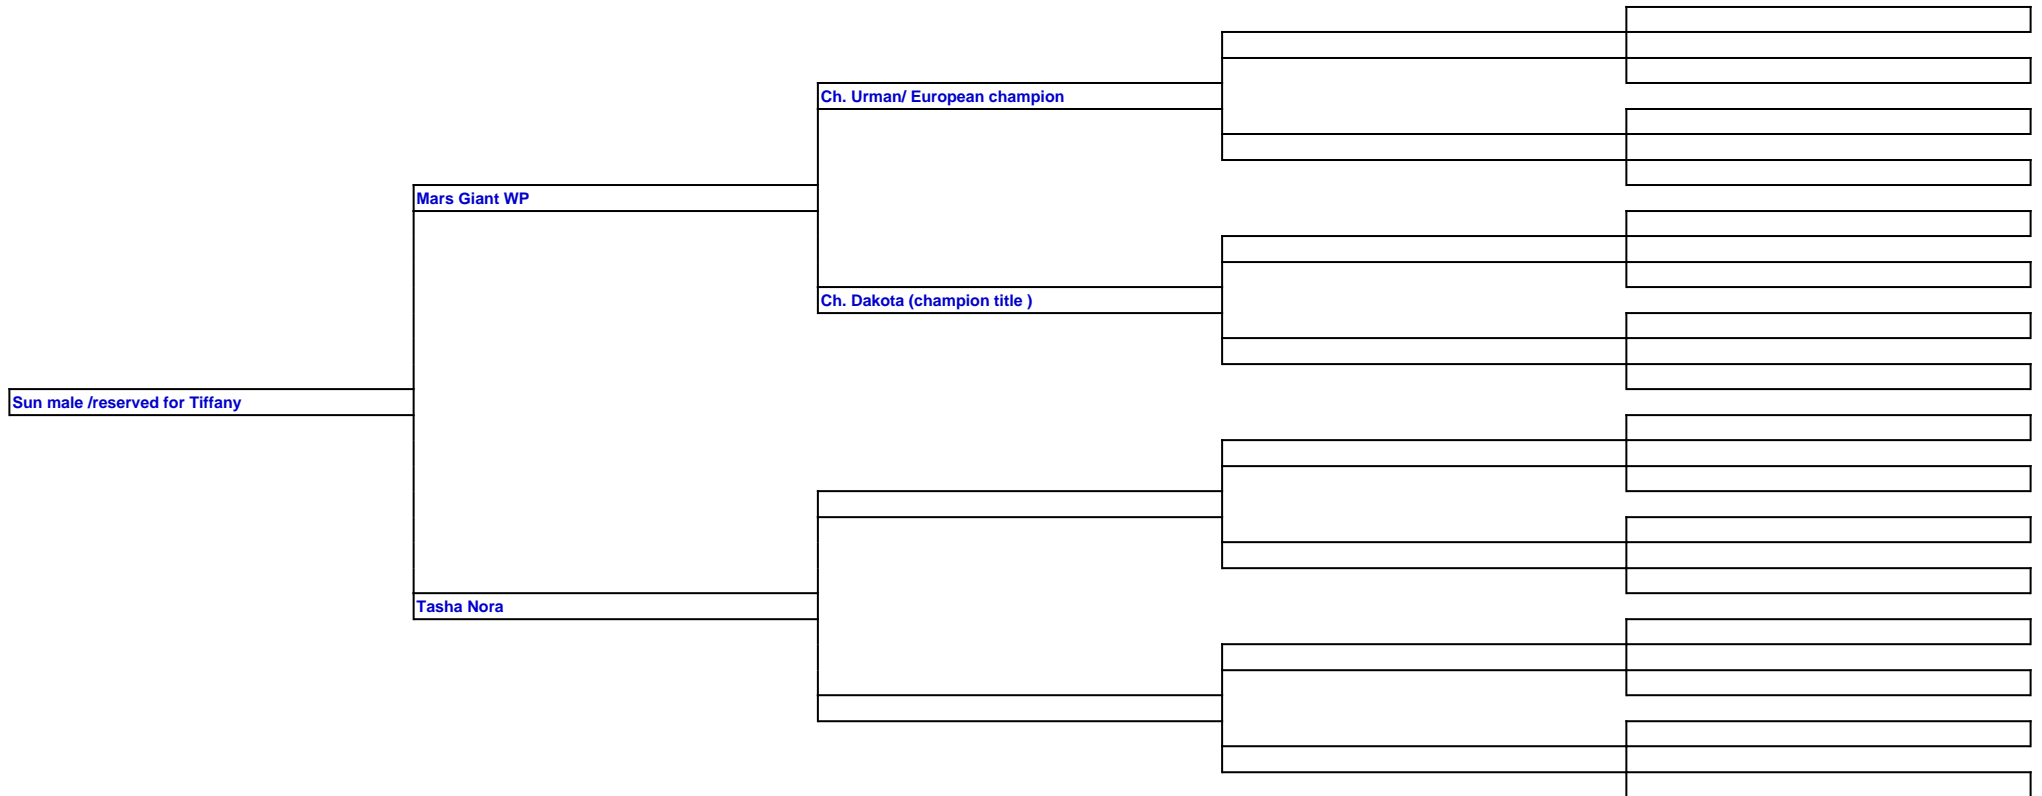 Ch. Urman/ European champion
Mars Giant WP
Ch. Dakota (champion title )
Sun male /reserved for Tiffany
Tasha Nora